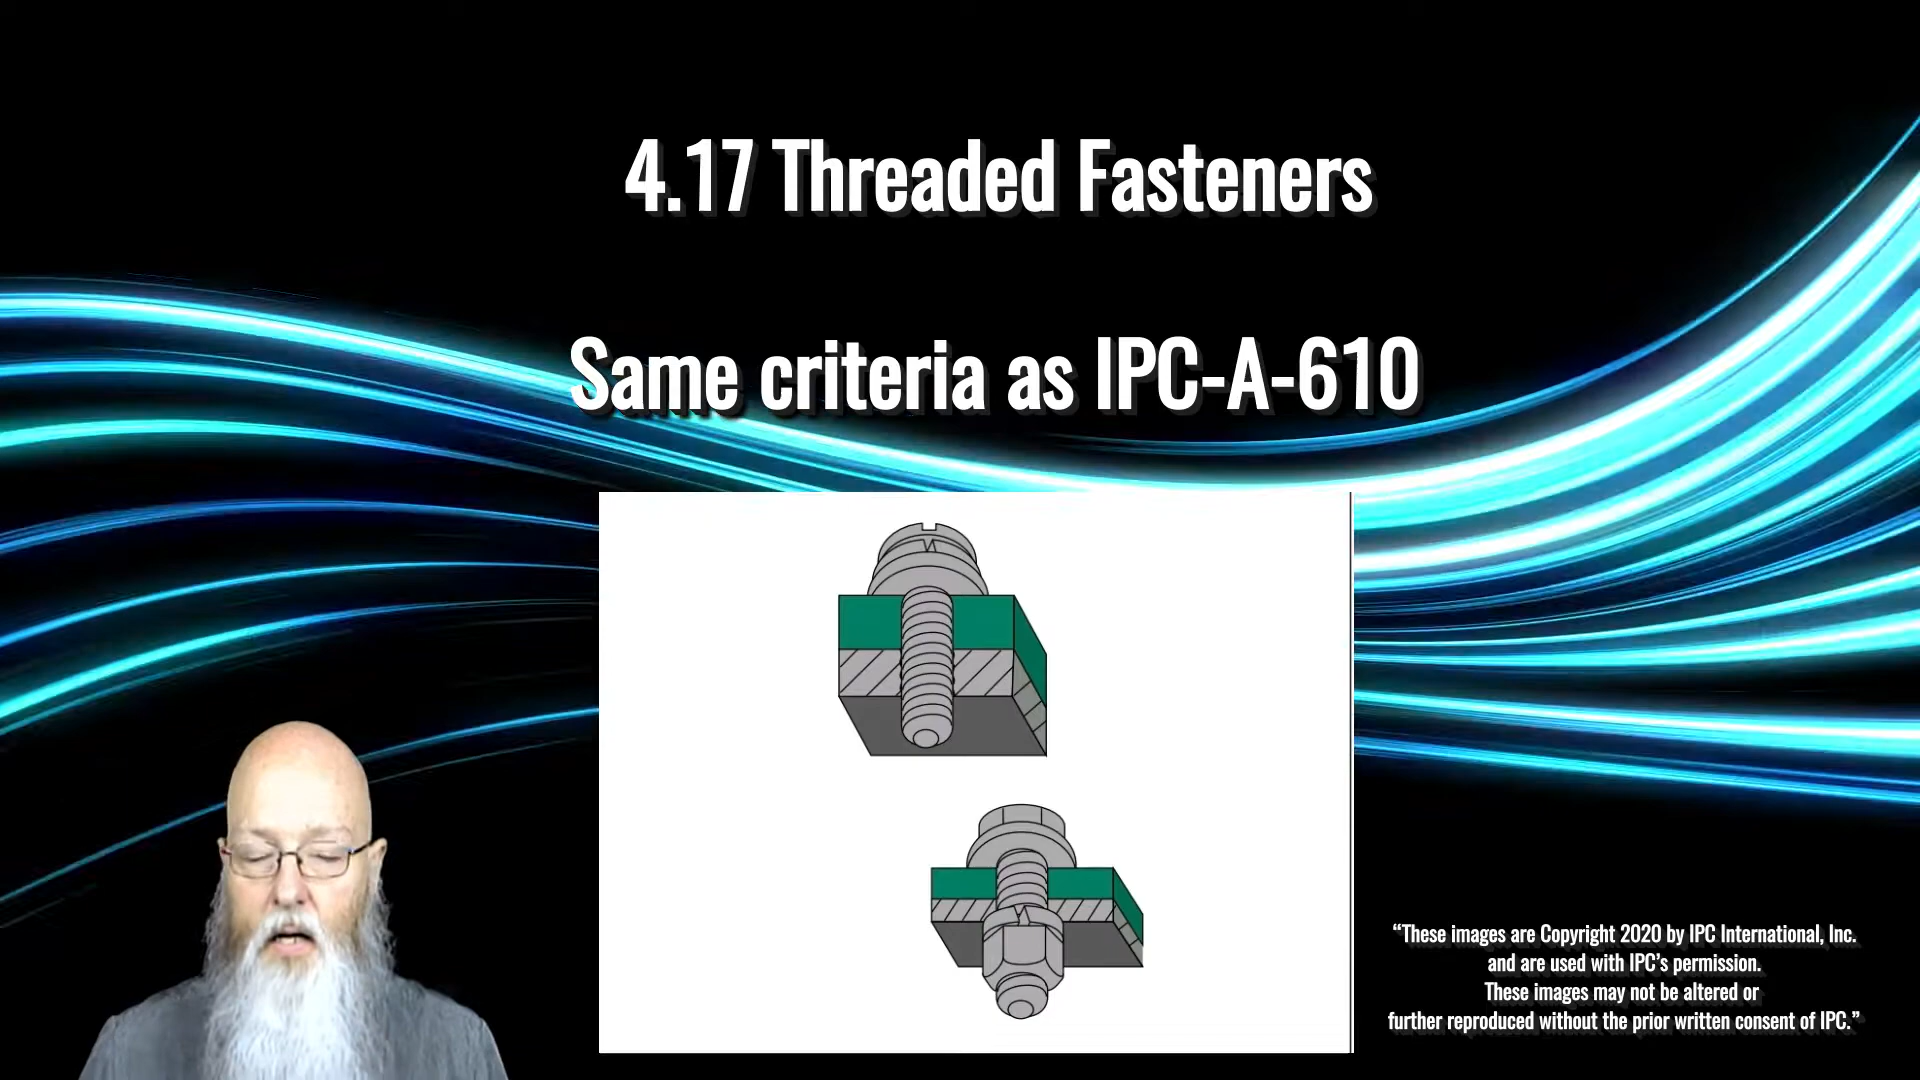 4.17 Threaded Fasteners
Same criteria as IPC-A-610
“These images are Copyright 2020 by IPC International, Inc.
and are used with IPC’s permission.
These images may not be altered or
further reproduced without the prior written consent of IPC.”